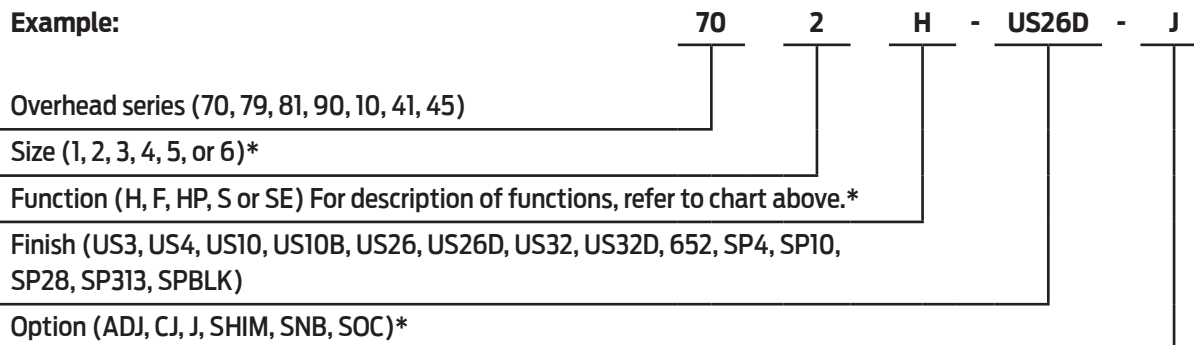 Example: 70 2 H - US26D - J
Overhead series (70, 79, 81, 90, 10, 41, 45)
Size (1, 2, 3, 4, 5, or 6)*
Function (H, F, HP, S or SE) For description of functions, refer to chart above.*
Finish (US3, US4, US10, US10B, US26, US26D, US32, US32D, 652, SP4, SP10,
SP28, SP313, SPBLK)
Option (ADJ, CJ, J, SHIM, SNB, SOC)*